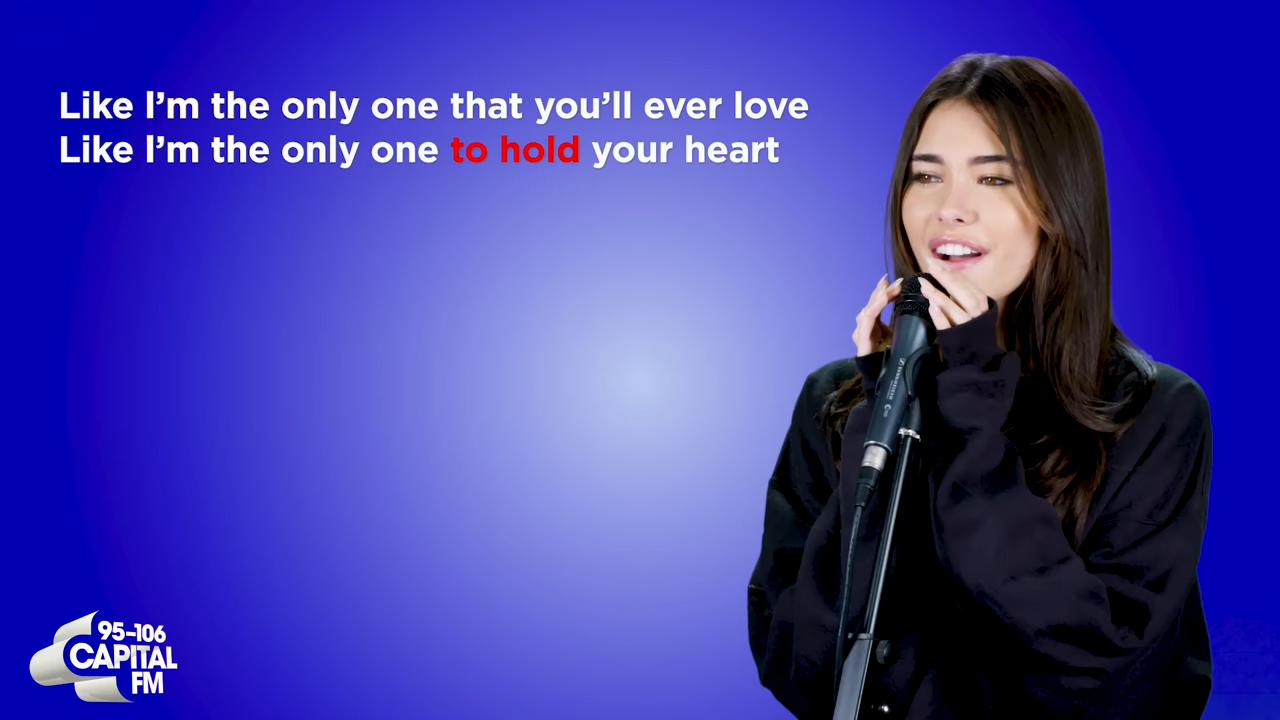 Like I'm the only one that you'll ever love
Like I'm the only one to hold your heart
95-106
CAPITAL
FM